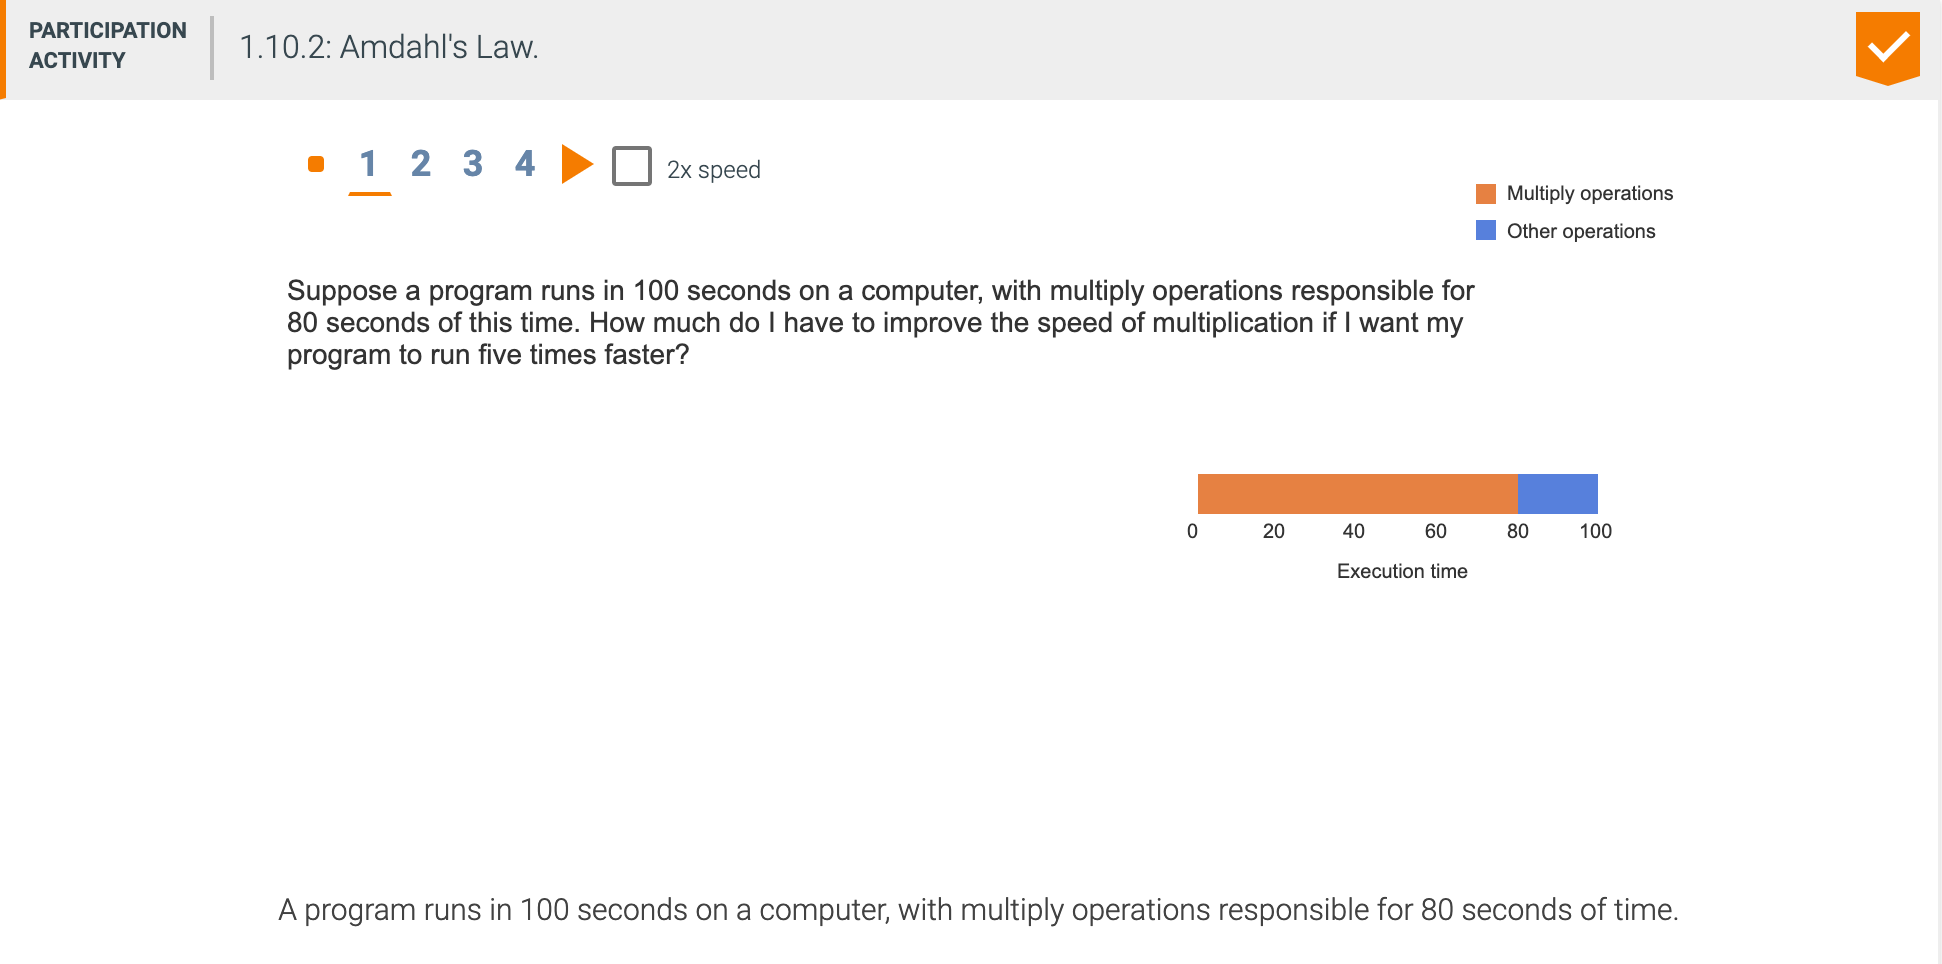 PARTICIPATION
ACTIVITY
1.10.2: Amdahl's Law.
1 2 3 4 2x speed
Multiply operations
Other operations
Suppose a program runs in 100 seconds on a computer, with multiply operations responsible for
80 seconds of this time. How much do I have to improve the speed of multiplication if I want my
program to run five times faster?
0 20 40 60 80 100
Execution time
A program runs in 100 seconds on a computer, with multiply operations responsible for 80 seconds of time.